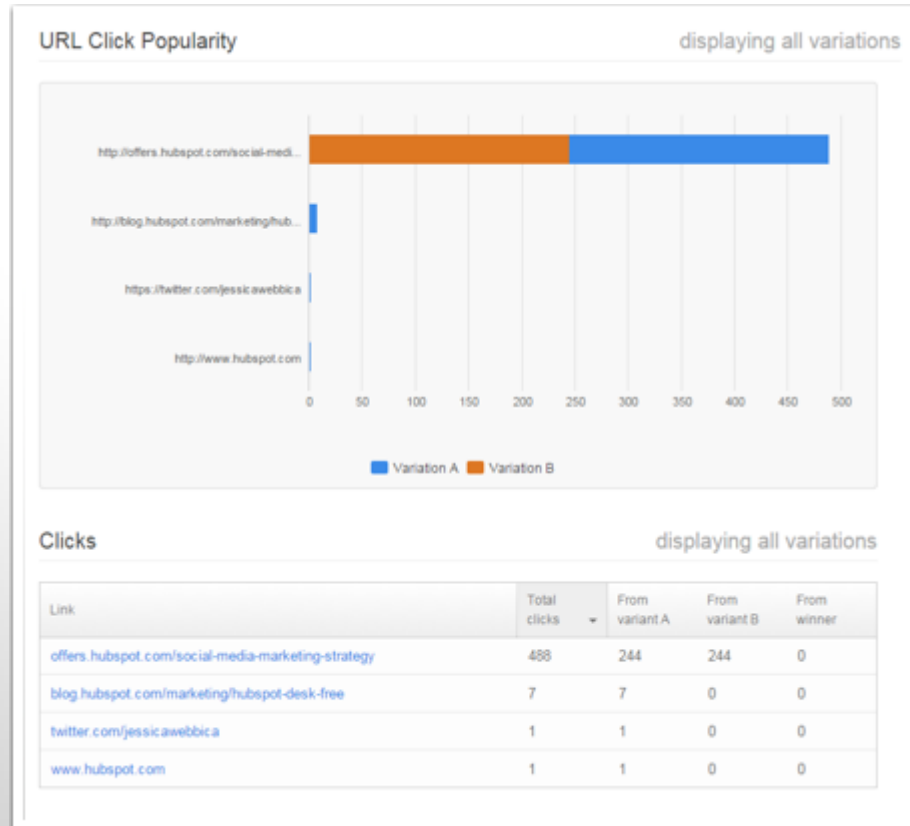 URL Click Popularity displaying all variations
http://offers.hubspot.com/social-medi...
http://blog.hubspot.com/marketing/hub...
https://twitter.com/jessicawebbica
http://www.hubspot.com
0 50 100 150 200 250 300 350 400 450 500
Variation A Variation B
Clicks displaying all variations
Link Total clicks From variant A From variant B From winner
offers.hubspot.com/social-media-marketing-strategy 488 244 244 0
blog.hubspot.com/marketing/hubspot-desk-free 7 7 0 0
twitter.com/jessicawebbica 1 1 0 0
www.hubspot.com 1 1 0 0